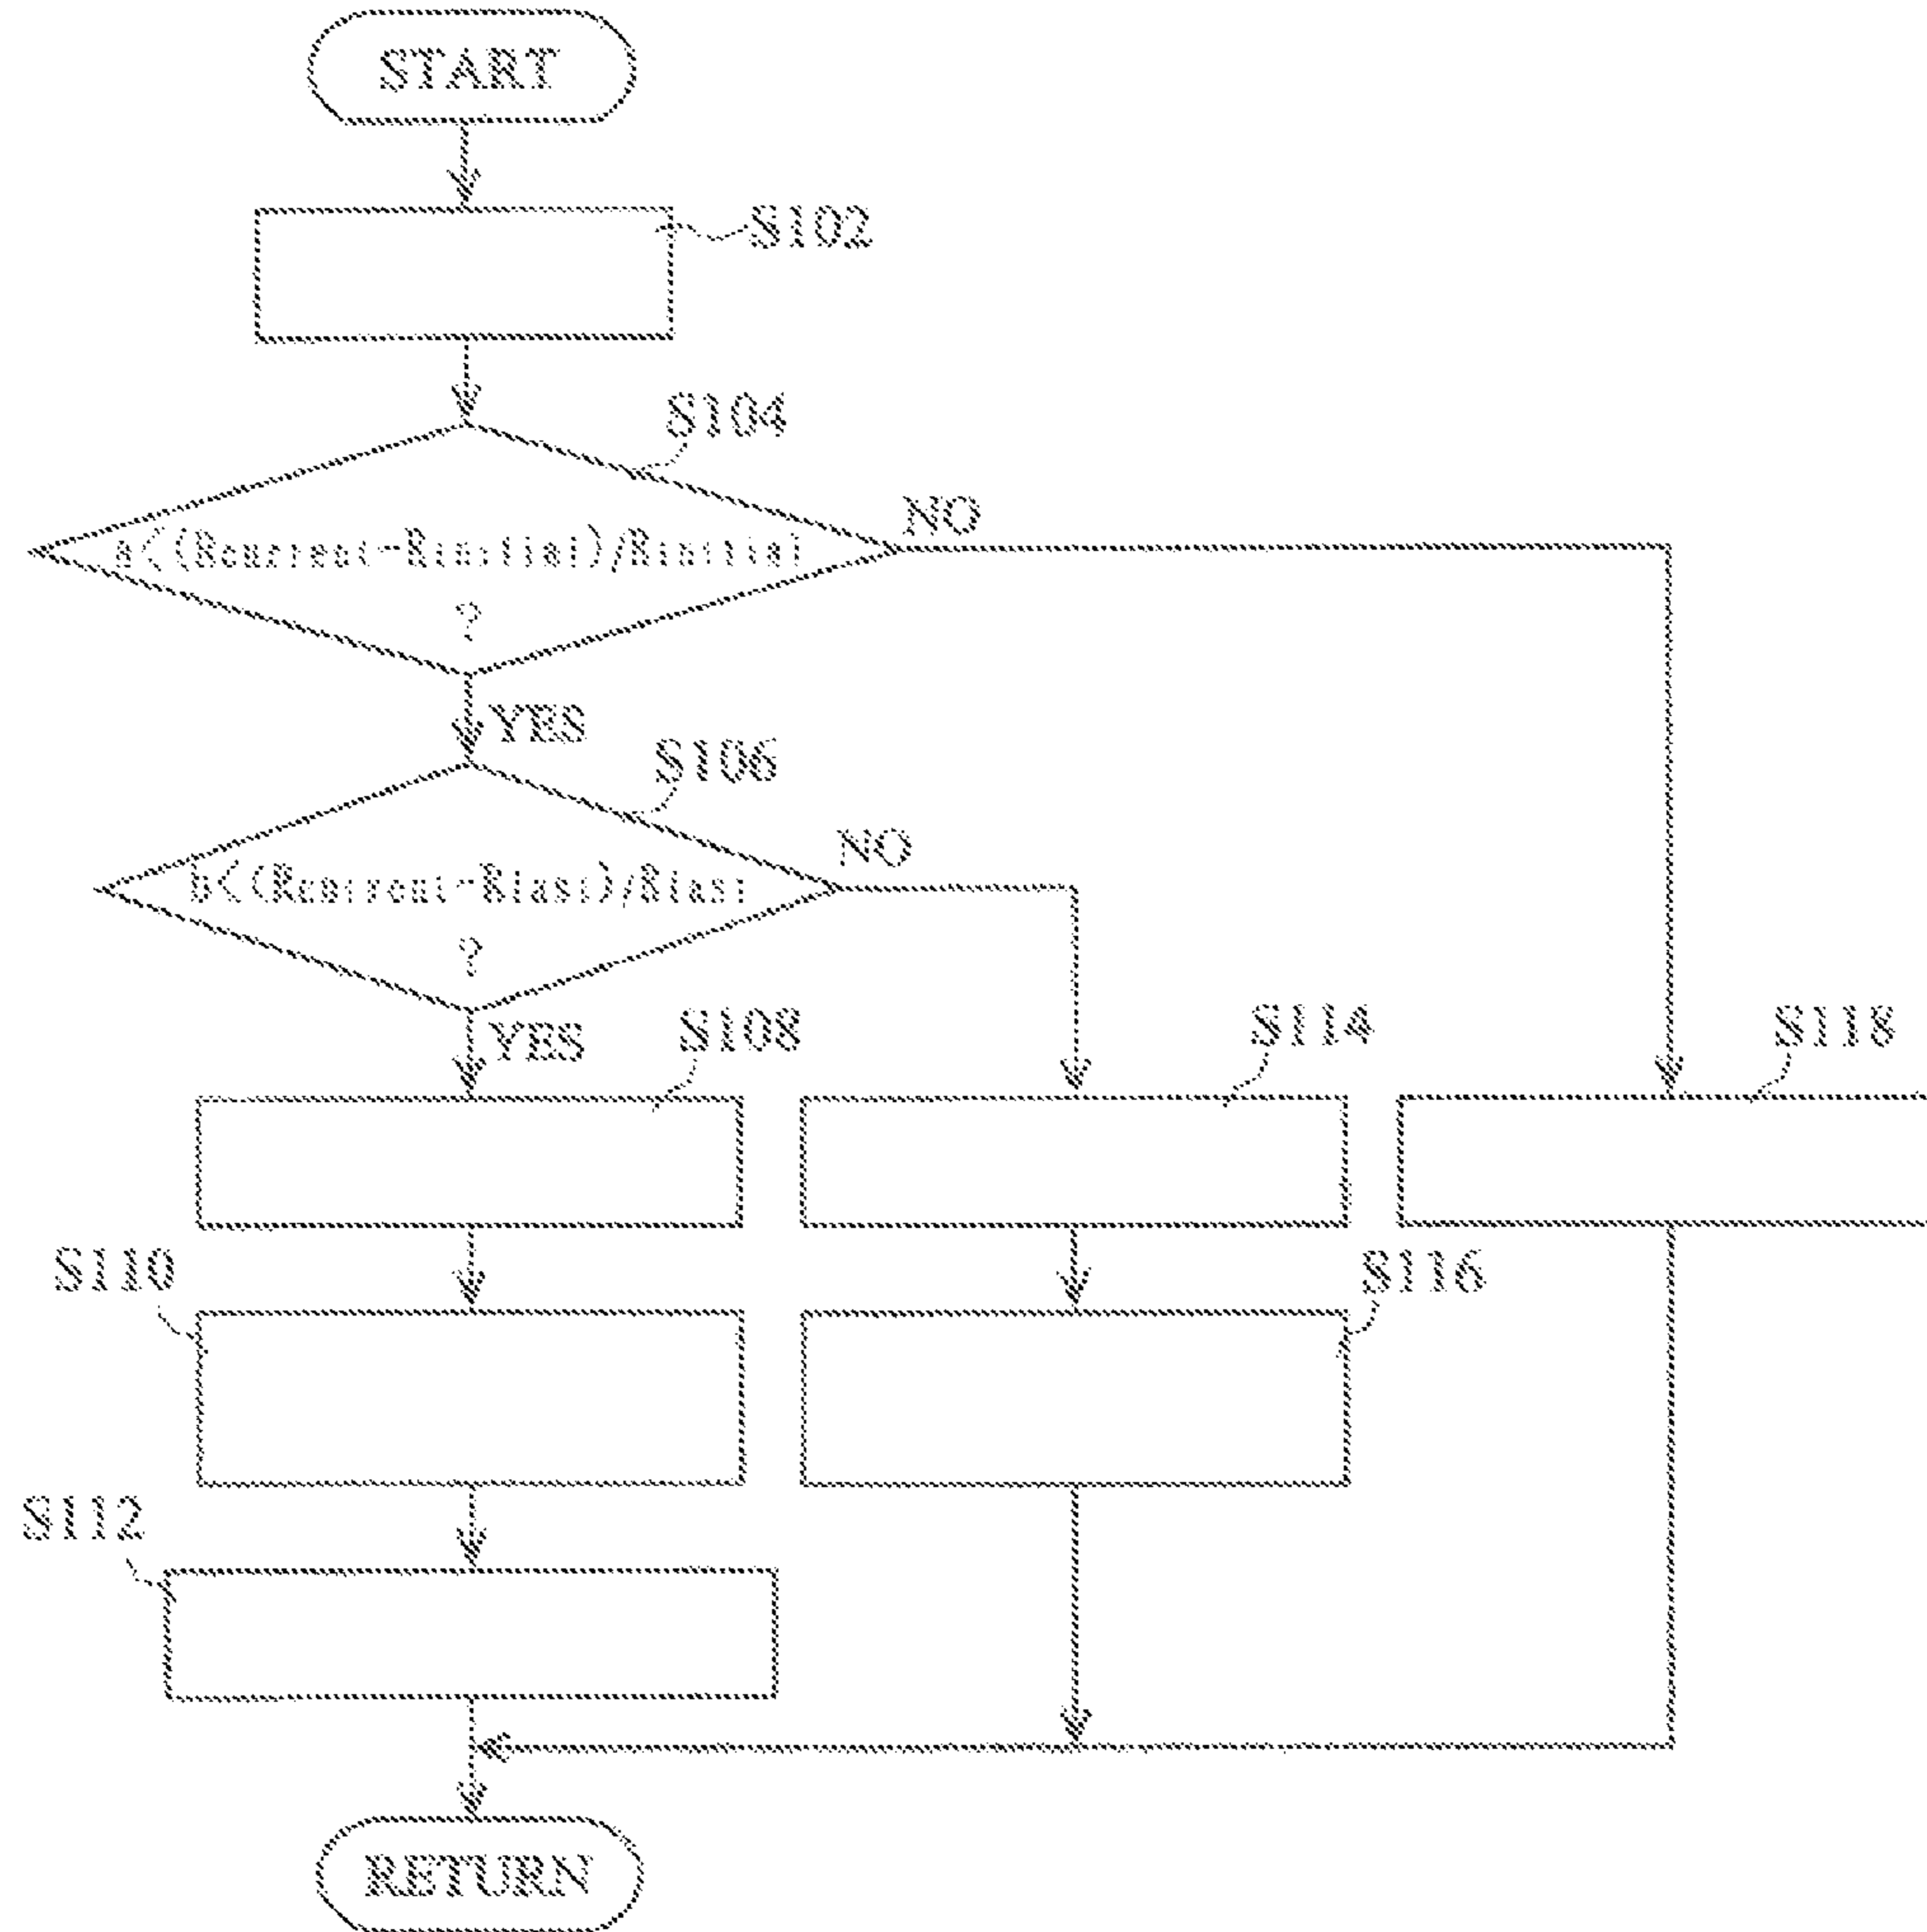 START
S102
S104
a<(Rcurrent-Rinitial)/Rinitial
?
NO
YES
S106
b<(Rcurrent-Rlast)/Rlast
?
NO
YES
S108
S114
S118
S110
S116
S112
RETURN